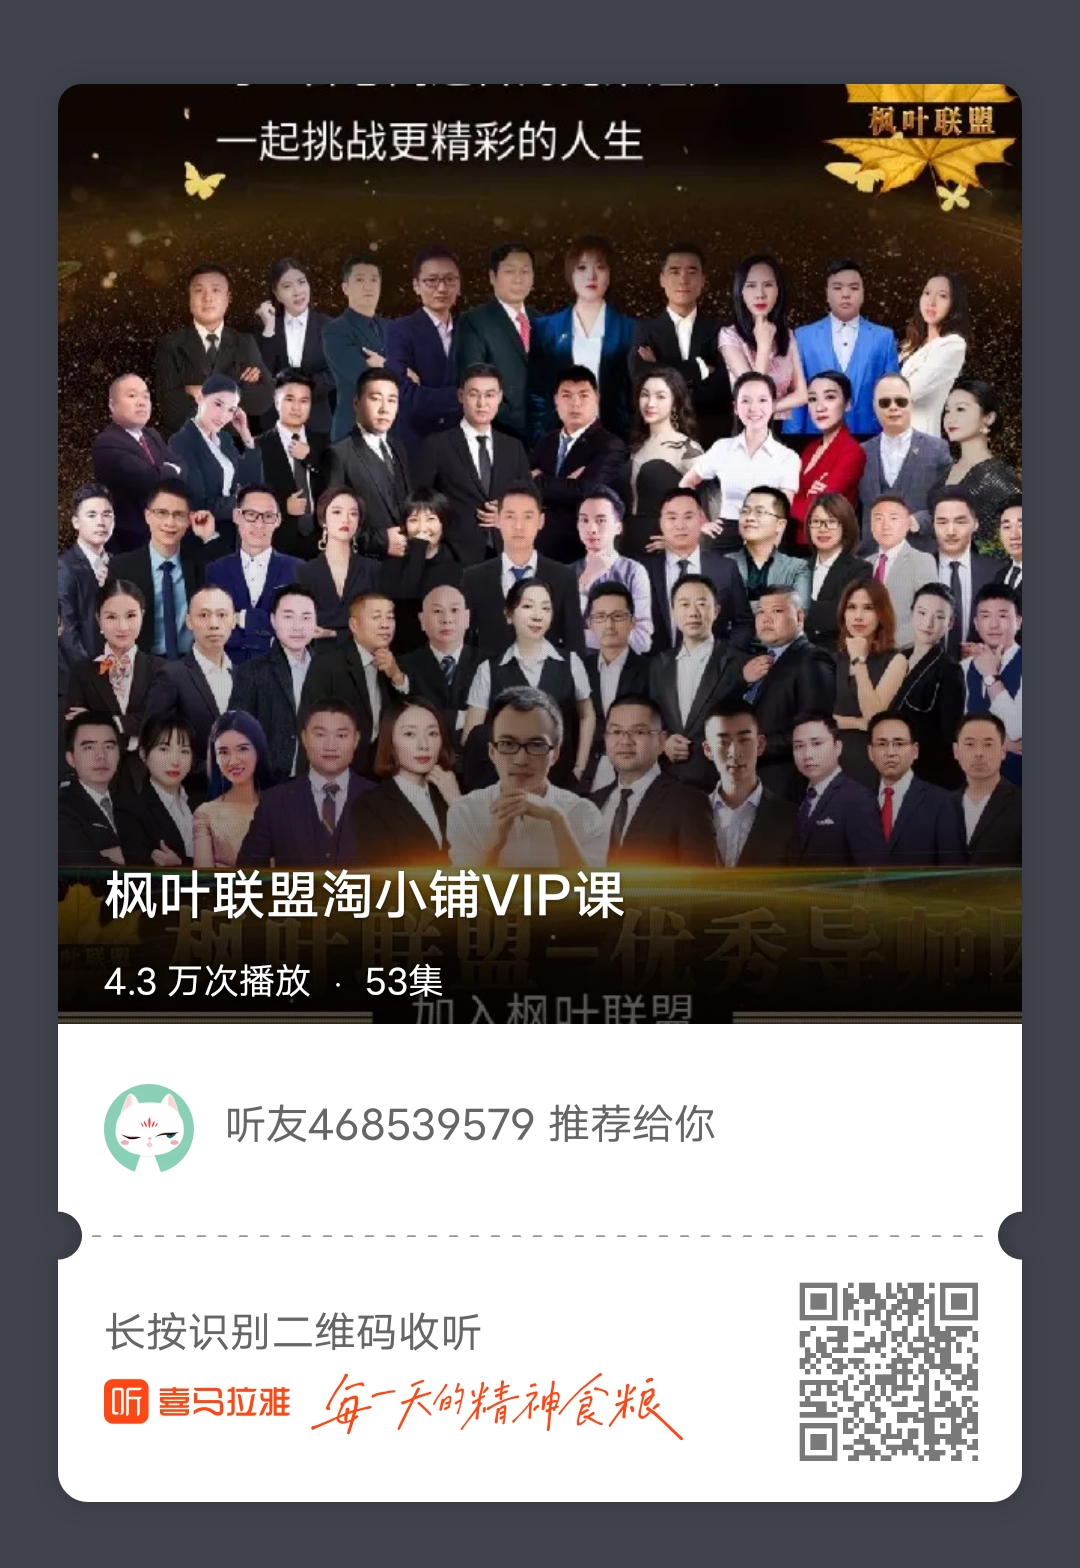 一起挑战更精彩的人生
枫叶联盟
枫叶联盟淘小铺VIP课
枫叶联盟-优秀导师团
4.3 万次播放 · 53集
加入枫叶联盟
听友468539579 推荐给你
长按识别二维码收听
听 喜马拉雅 每一天的精神食粮